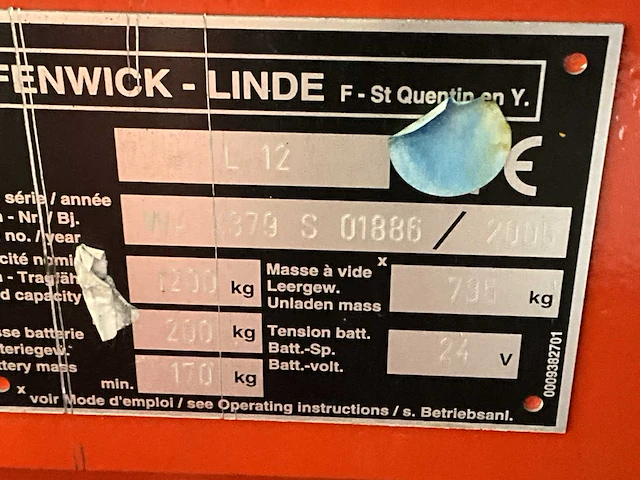 FENWICK - LINDE F - St Quentin en Y.
L 12 CE
série / année
- Nr. / Bj.
no. / year
379 S 01886 / 200
cité nomi
- Tragfäh
d capacity
1200 kg
Masse à vide x
Leergew.
Unladen mass
kg
sse batterie
tteriegew.
ttery mass
200 kg
min. 170 kg
Tension batt.
Batt.-Sp.
Batt.-volt.
24 V
0009382701
x voir Mode d'emploi / see Operating instructions / s. Betriebsanl.